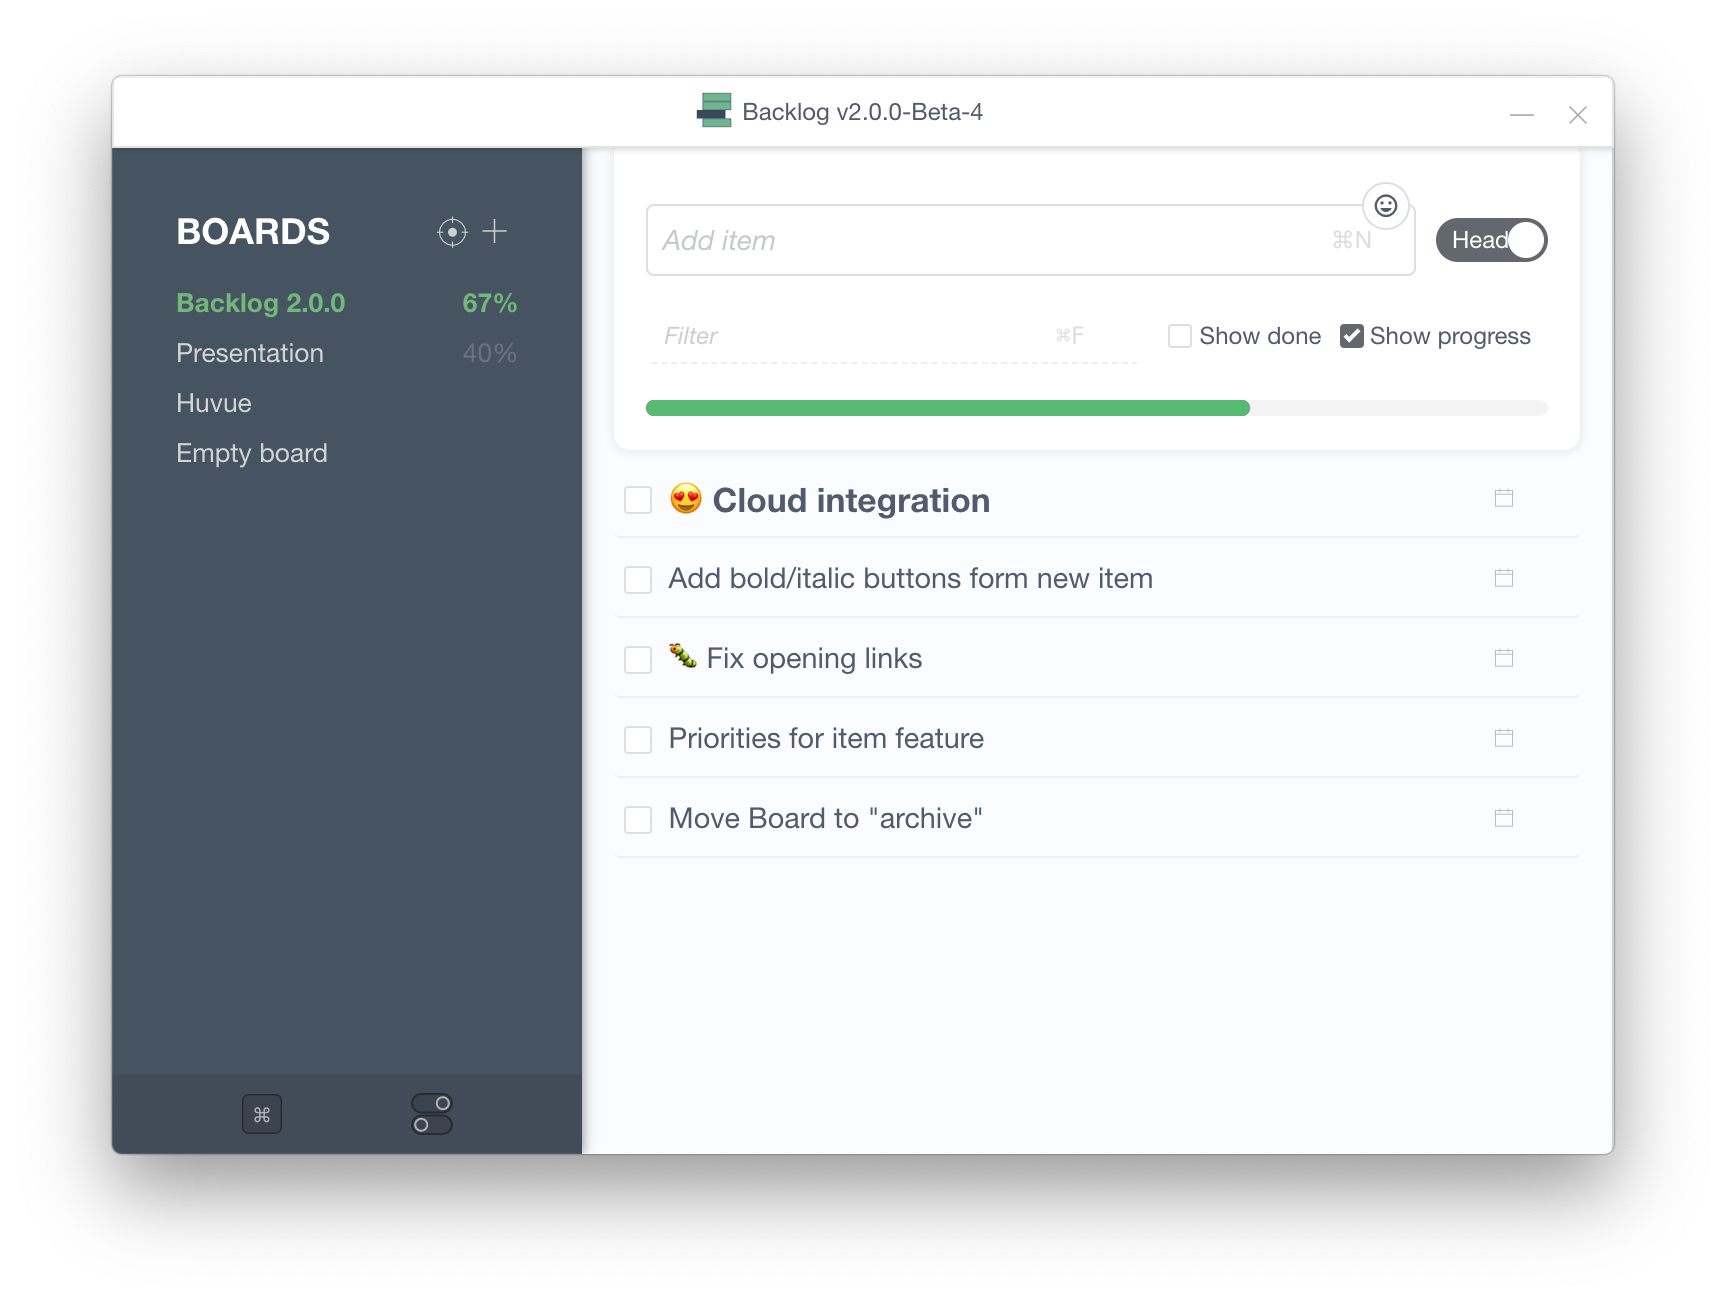 Backlog v2.0.0-Beta-4
BOARDS
Backlog 2.0.0 67%
Presentation 40%
Huvue
Empty board
⌘
Add item ⌘N
Head
Filter ⌘F
Show done
Show progress
😍 Cloud integration
Add bold/italic buttons form new item
🐛 Fix opening links
Priorities for item feature
Move Board to "archive"